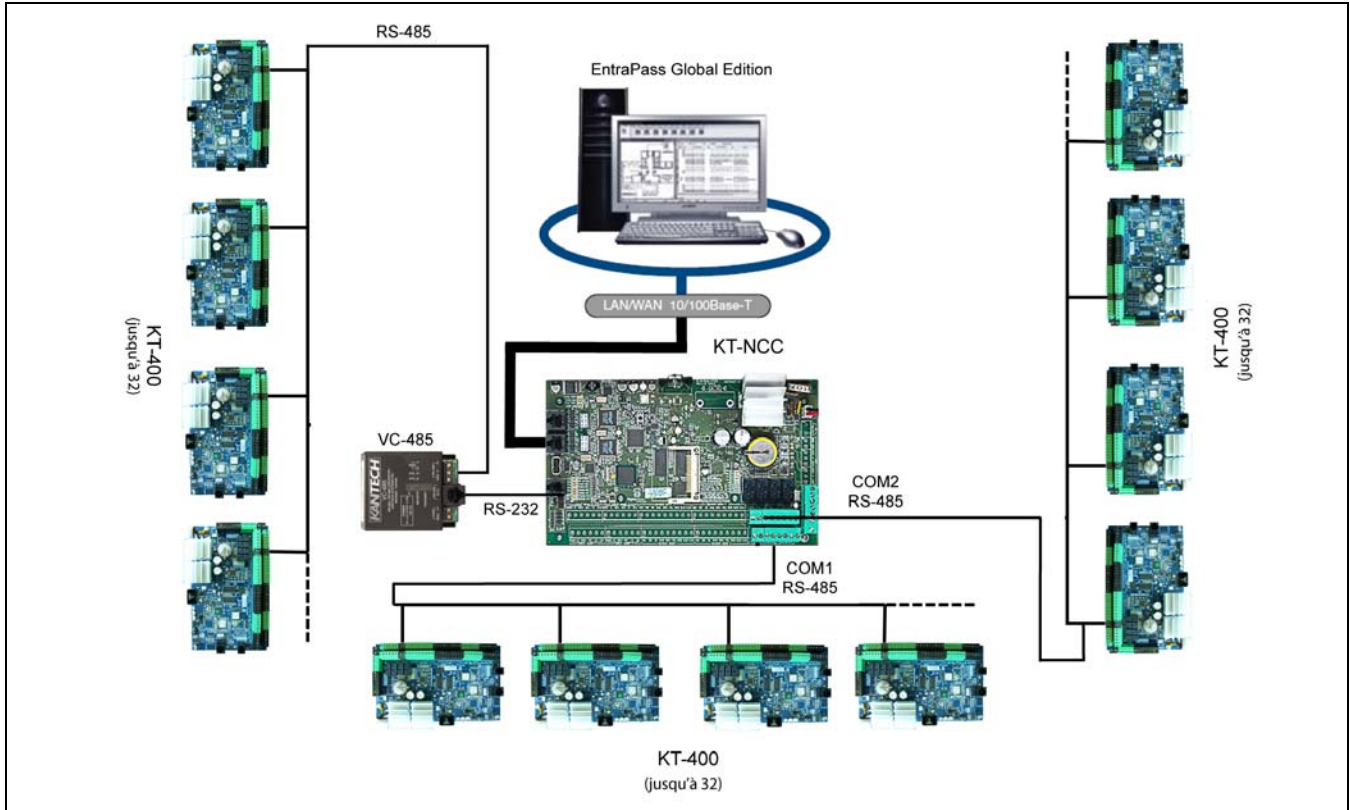 RS-485
EntraPass Global Edition
LAN/WAN 10/100Base-T
KT-NCC
KT-400
(jusqu'à 32)
KT-400
(jusqu'à 32)
VC-485
KANTECH
RS-232
COM2
RS-485
COM1
RS-485
KT-400
(jusqu'à 32)